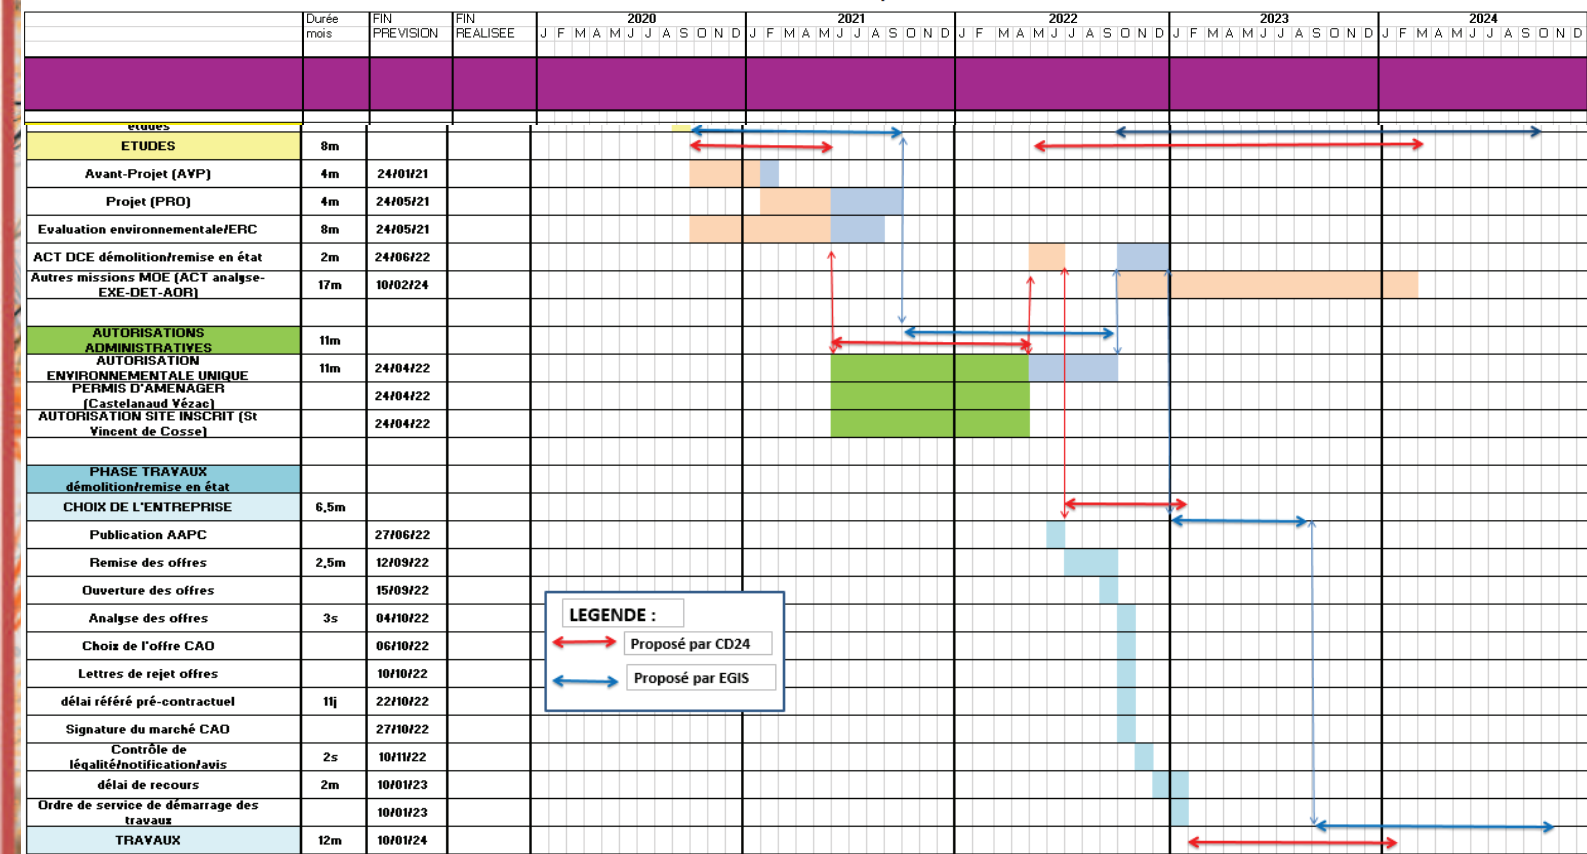 Durée FIN FIN 2020 2021 2022 2023 2024
mois PREVISION REALISEE J F M A M J J A S O N D J F M A M J J A S O N D J F M A M J J A S O N D J F M A M J J A S O N D J F M A M J J A S O N D
etudes
ETUDES 8m
Avant-Projet (AVP) 4m 24/01/21
Projet (PRO) 4m 24/05/21
Evaluation environnementale/ERC 8m 24/05/21
ACT DCE démolition/remise en état 2m 24/06/22
Autres missions MOE (ACT analyse-
EXE-DET-AOR) 17m 10/02/24
AUTORISATIONS
ADMINISTRATIVES 11m
AUTORISATION
ENVIRONNEMENTALE UNIQUE 11m 24/04/22
PERMIS D'AMENAGER
(Castelanaud Vézac) 24/04/22
AUTORISATION SITE INSCRIT (St
Vincent de Cosse) 24/04/22
PHASE TRAVAUX
démolition/remise en état
CHOIX DE L'ENTREPRISE 6,5m
Publication AAPC 27/06/22
Remise des offres 2,5m 12/09/22
Ouverture des offres 15/09/22
Analyse des offres 3s 04/10/22
Choix de l'offre CAO 06/10/22
Lettres de rejet offres 10/10/22
délai référé pré-contractuel 11j 22/10/22
Signature du marché CAO 27/10/22
Contrôle de
légalité/notification/avis 2s 10/11/22
délai de recours 2m 10/01/23
Ordre de service de démarrage des
travaux 10/01/23
TRAVAUX 12m 10/01/24
LEGENDE :
Proposé par CD24
Proposé par EGIS